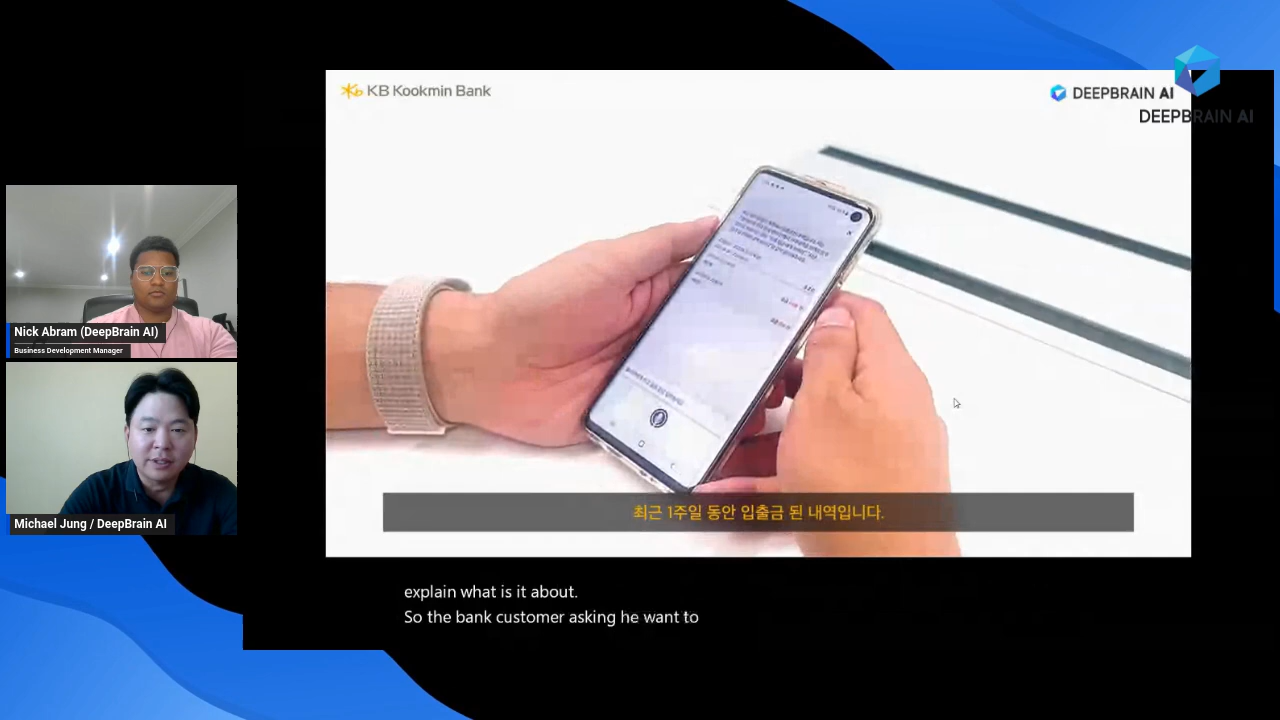 KB Kookmin Bank
DEEPBRAIN AI
DEEPBRAIN AI
Nick Abram (DeepBrain AI)
Business Development Manager
Michael Jung / DeepBrain AI
최근 1주일 동안 입출금 된 내역입니다.
explain what is it about.
So the bank customer asking he want to